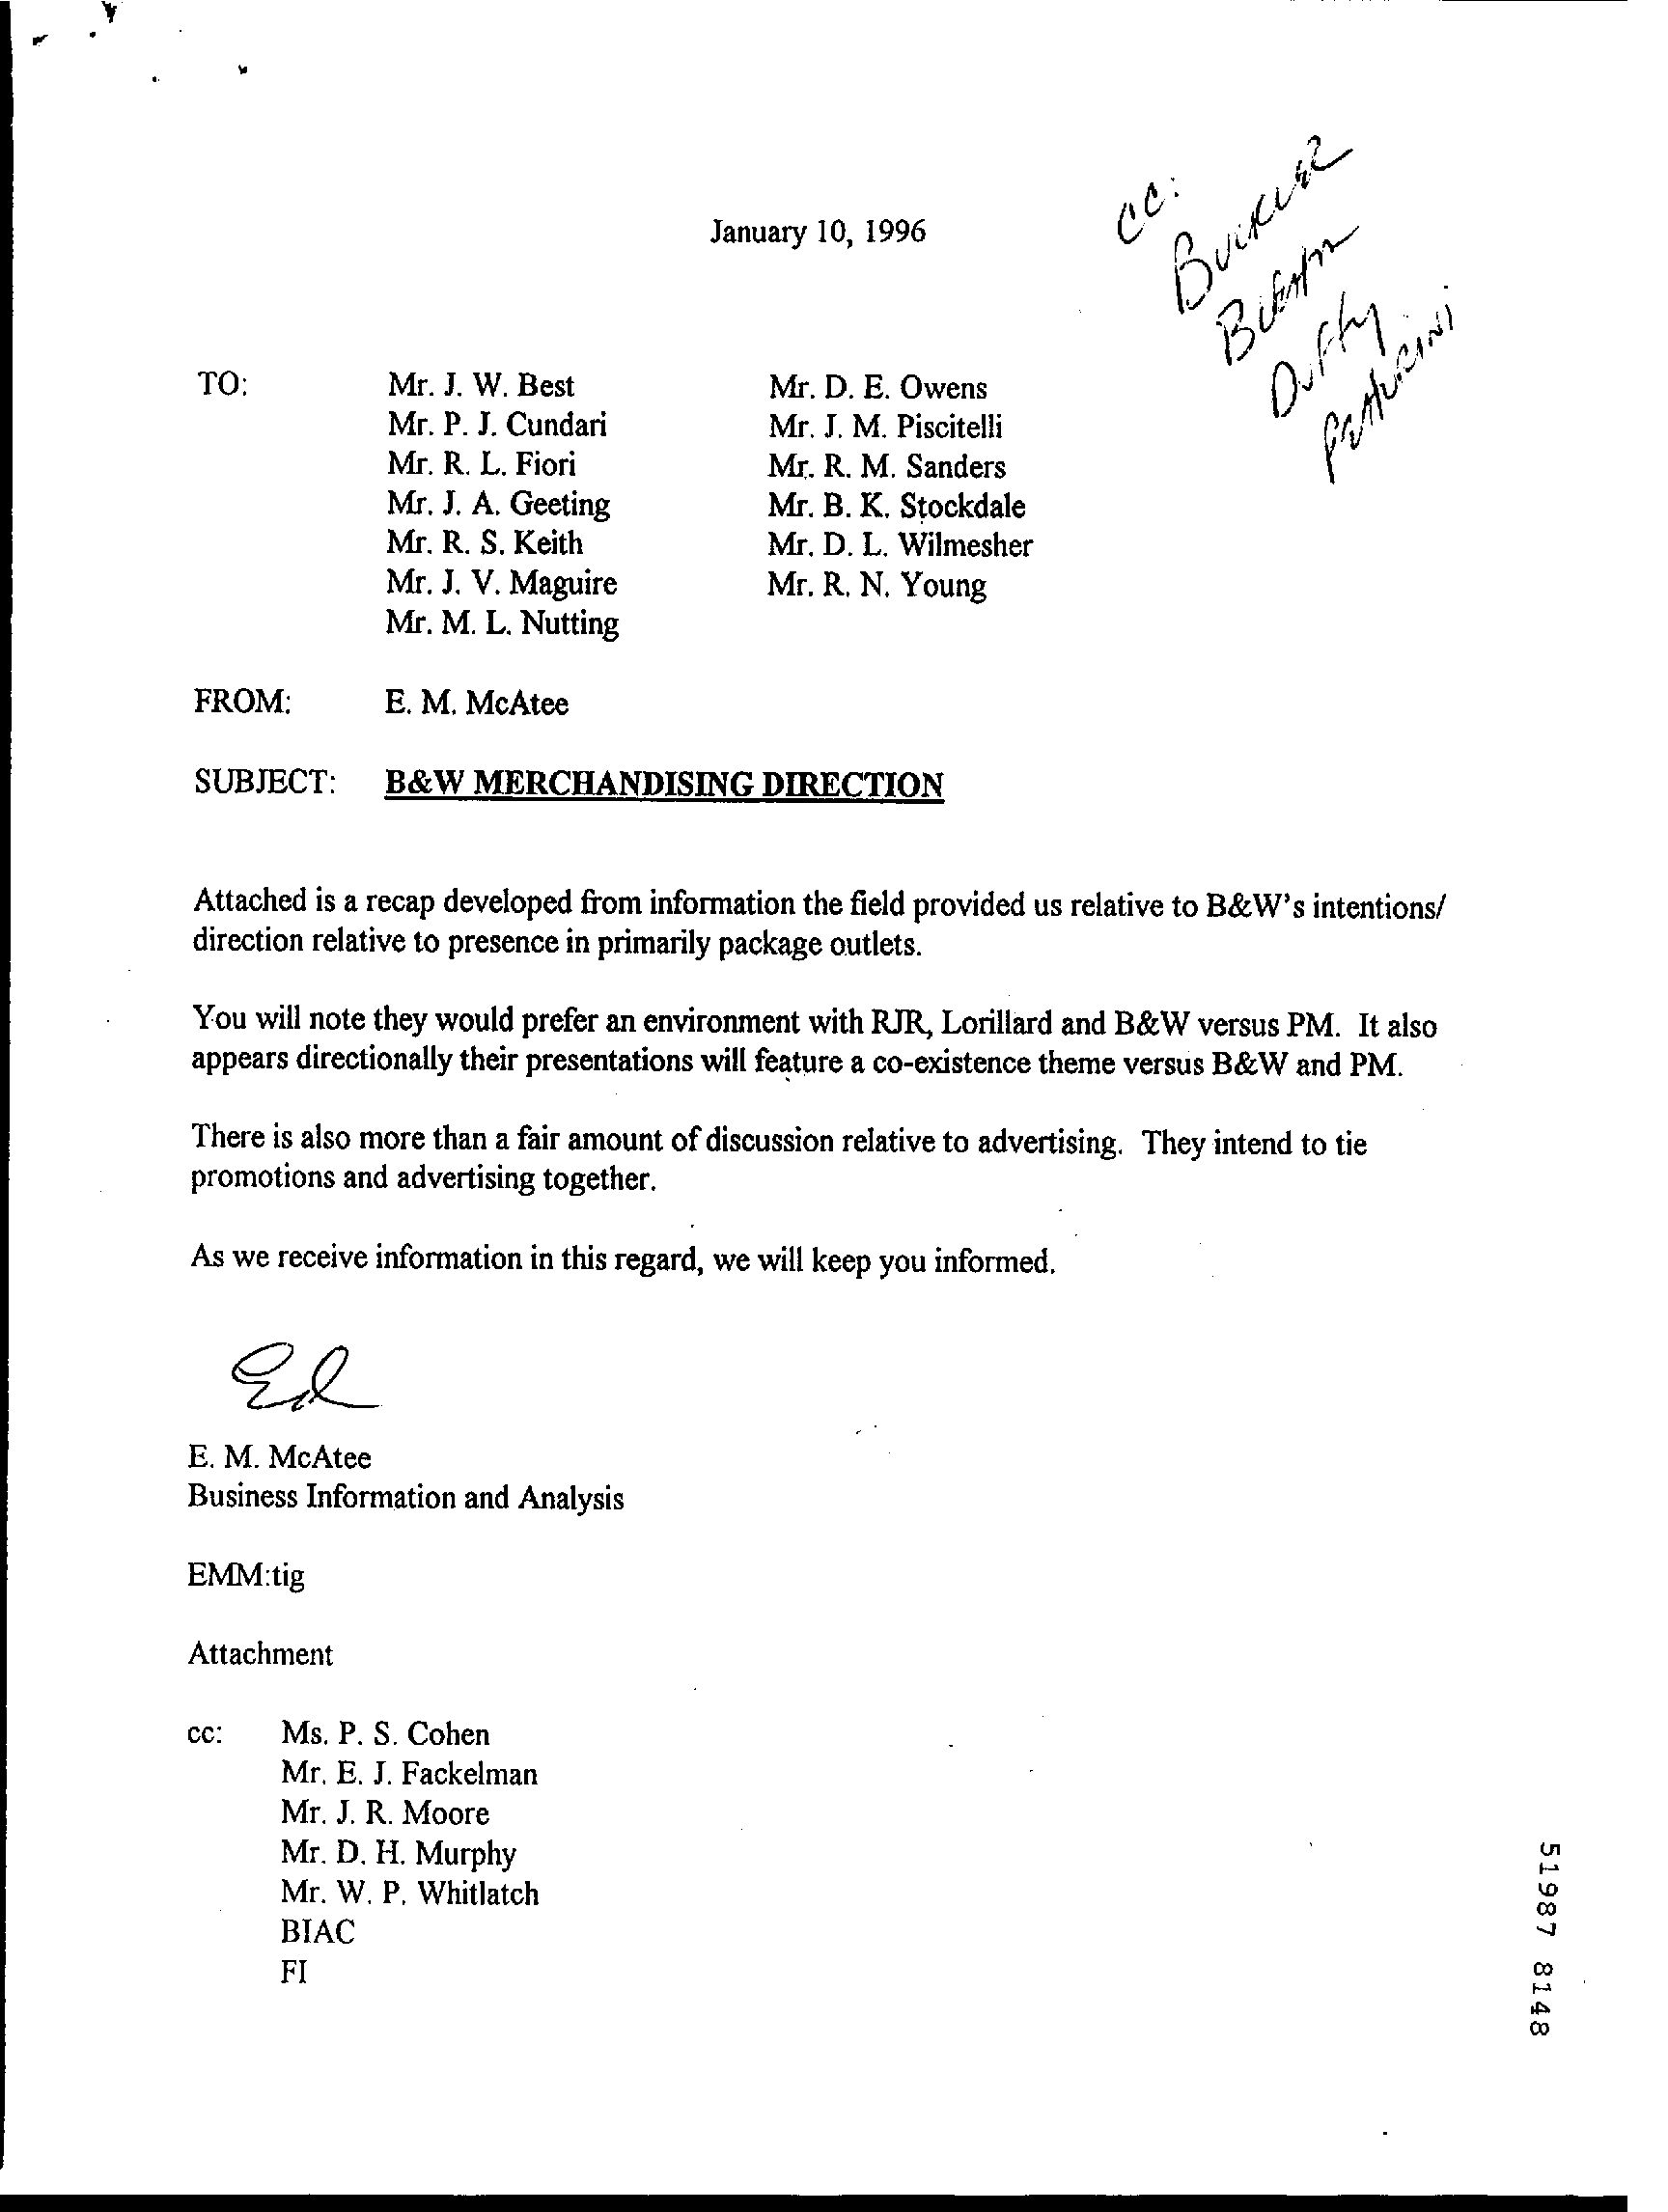 January 10, 1996
cc:
Duffy
TO: Mr. J. W. Best Mr. D. E. Owens
Mr. P. J. Cundari Mr. J. M. Piscitelli
Mr. R. L. Fiori Mr. R. M. Sanders
Mr. J. A. Geeting Mr. B. K. Stockdale
Mr. R. S. Keith Mr. D. L. Wilmesher
Mr. J. V. Maguire Mr. R. N. Young
Mr. M. L. Nutting
FROM: E. M. McAtee
SUBJECT: B&W MERCHANDISING DIRECTION
Attached is a recap developed from information the field provided us relative to B&W's intentions/
direction relative to presence in primarily package outlets.
You will note they would prefer an environment with RJR, Lorillard and B&W versus PM. It also
appears directionally their presentations will feature a co-existence theme versus B&W and PM.
There is also more than a fair amount of discussion relative to advertising. They intend to tie
promotions and advertising together.
As we receive information in this regard, we will keep you informed.
Ed
E. M. McAtee
Business Information and Analysis
EMM:tig
Attachment
cc: Ms. P. S. Cohen
Mr. E. J. Fackelman
Mr. J. R. Moore
Mr. D. H. Murphy
Mr. W. P. Whitlatch
BIAC
FI
51987 8148